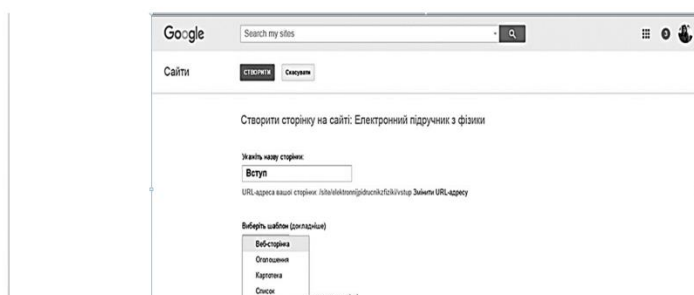 Google Search my sites
Сайти СТВОРИТИ Скасувати
Створити сторінку на сайті: Електронний підручник з фізики
Укажіть назву сторінки:
Вступ
URL-адреса вашої сторінки: /site/elektronnijpidrucnikzfiziki/vstup Змінити URL-адресу
Виберіть шаблон (докладніше)
Веб-сторінка
Оголошення
Картотека
Список